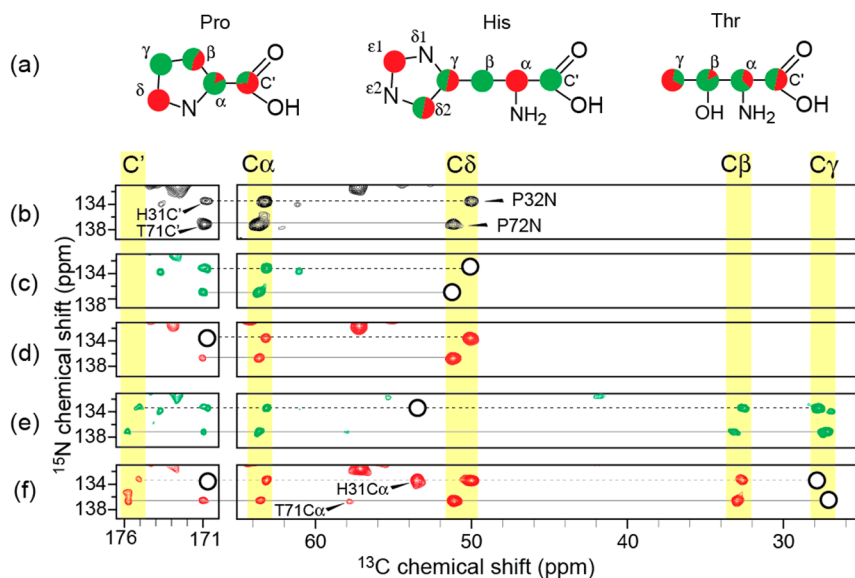 Pro His Thr
(a)
γ β δ α C' O OH N
δ1 N ε1 ε2 N γ δ2 β α C' NH₂ O OH
γ β α C' OH NH₂ O OH
C' Cα Cδ Cβ Cγ
(b) 134 138 H31C' T71C' P32N P72N
(c) 134 138
(d) 134 138
(e) 134 138
(f) 134 138 H31Cα T71Cα
¹⁵N chemical shift (ppm)
176 171 60 50 40 30
¹³C chemical shift (ppm)